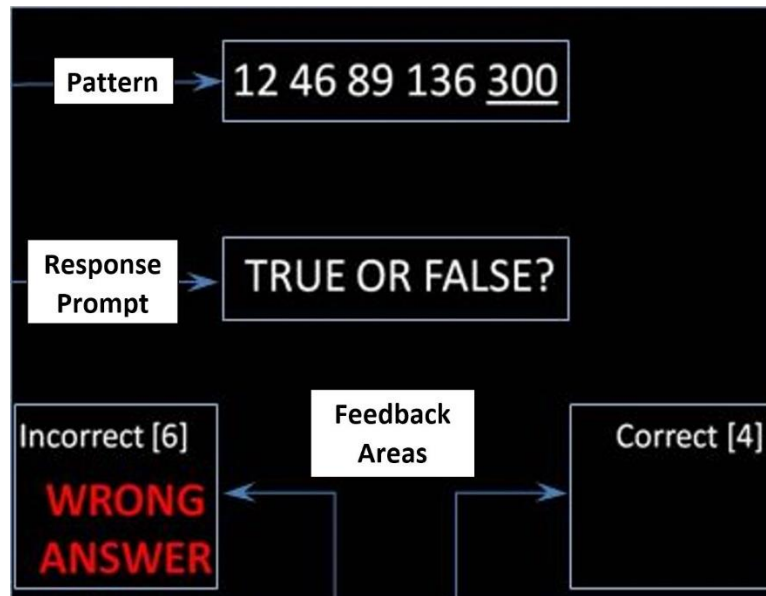 Pattern
12 46 89 136 300
Response
Prompt
TRUE OR FALSE?
Incorrect [6]
WRONG
ANSWER
Feedback
Areas
Correct [4]